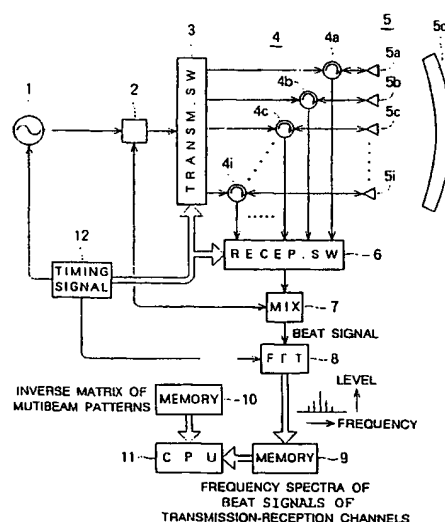 3
4
5
5o
1
2
TRANSM.SW
4a
5a
4b
5b
4c
5c
4i
5i
12
TIMING
SIGNAL
RECEP.SW
6
MIX
7
BEAT SIGNAL
FFT
8
LEVEL
FREQUENCY
INVERSE MATRIX OF
MUTIBEAM PATTERNS
MEMORY
10
11
CPU
MEMORY
9
FREQUENCY SPECTRA OF
BEAT SIGNALS OF
TRANSMISSION-RECEPTION CHANNELS